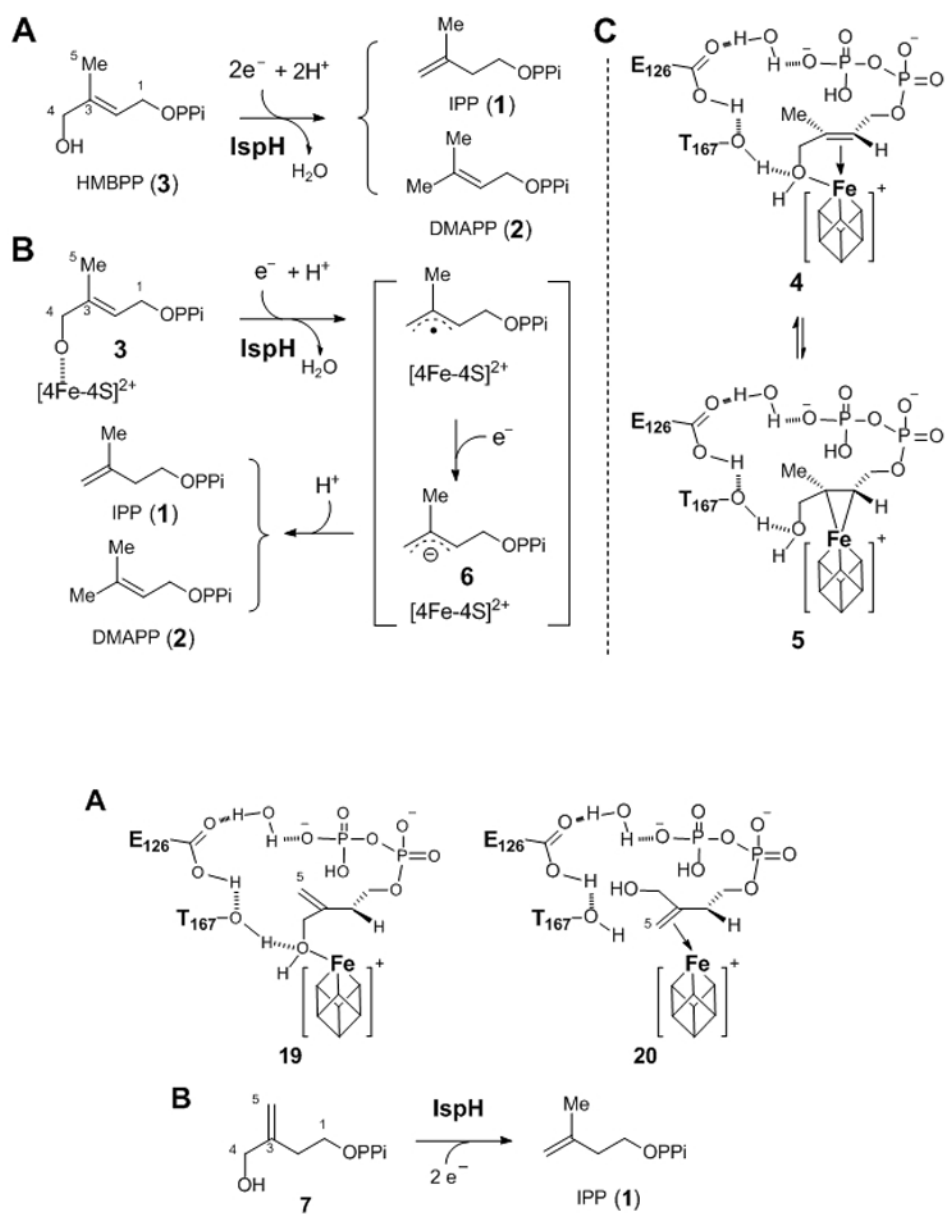 A
5
Me
1
3
OPPi
4
OH
HMBPP (3)
2e⁻ + 2H⁺
IspH
H₂O
Me
OPPi
IPP (1)
Me
Me
OPPi
DMAPP (2)
B
5
Me
1
3
OPPi
4
O
3
[4Fe-4S]²⁺
e⁻ + H⁺
IspH
H₂O
Me
OPPi
[4Fe-4S]²⁺
e⁻
Me
OPPi
6
[4Fe-4S]²⁺
H⁺
Me
OPPi
IPP (1)
Me
Me
OPPi
DMAPP (2)
C
E₁₂₆
O
H
O
H
⁻O
P
O
HO
O
P
O⁻
O
O
O
H
Me
T₁₆₇
O
H
H
O
H
Fe
+
4
E₁₂₆
O
H
O
H
⁻O
P
O
HO
O
P
O⁻
O
O
O
H
Me
T₁₆₇
O
H
H
O
H
Fe
+
5
A
E₁₂₆
O
H
O
H
⁻O
P
O
HO
O
P
O⁻
O
O
O
H
5
T₁₆₇
O
H
H
O
H
Fe
+
19
E₁₂₆
O
H
O
H
⁻O
P
O
HO
O
P
O⁻
O
O
O
H
HO
T₁₆₇
O
H
5
H
Fe
+
20
B
5
1
4
3
OPPi
OH
7
IspH
2 e⁻
Me
OPPi
IPP (1)